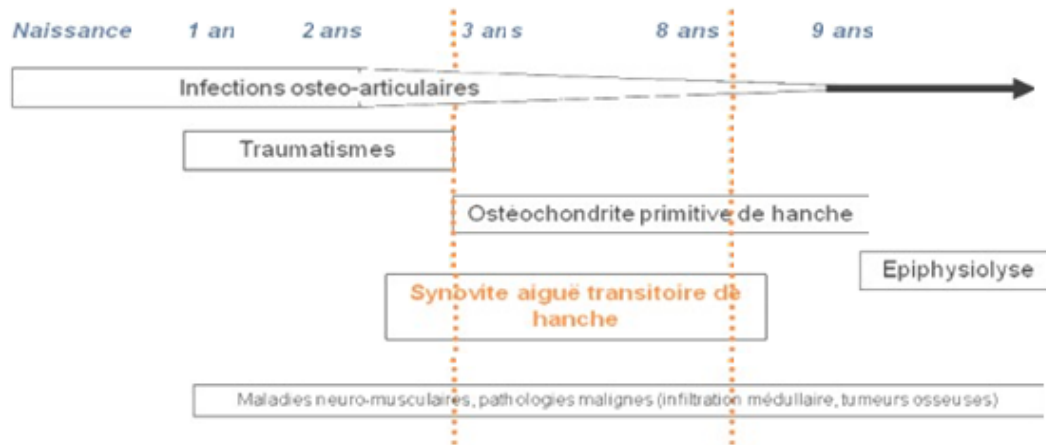 Naissance 1 an 2 ans 3 ans 8 ans 9 ans
Infections osteo-articulaires
Traumatismes
Ostéochondrite primitive de hanche
Epiphysiolyse
Synovite aiguë transitoire de
hanche
Maladies neuro-musculaires, pathologies malignes (infiltration médullaire, tumeurs osseuses)